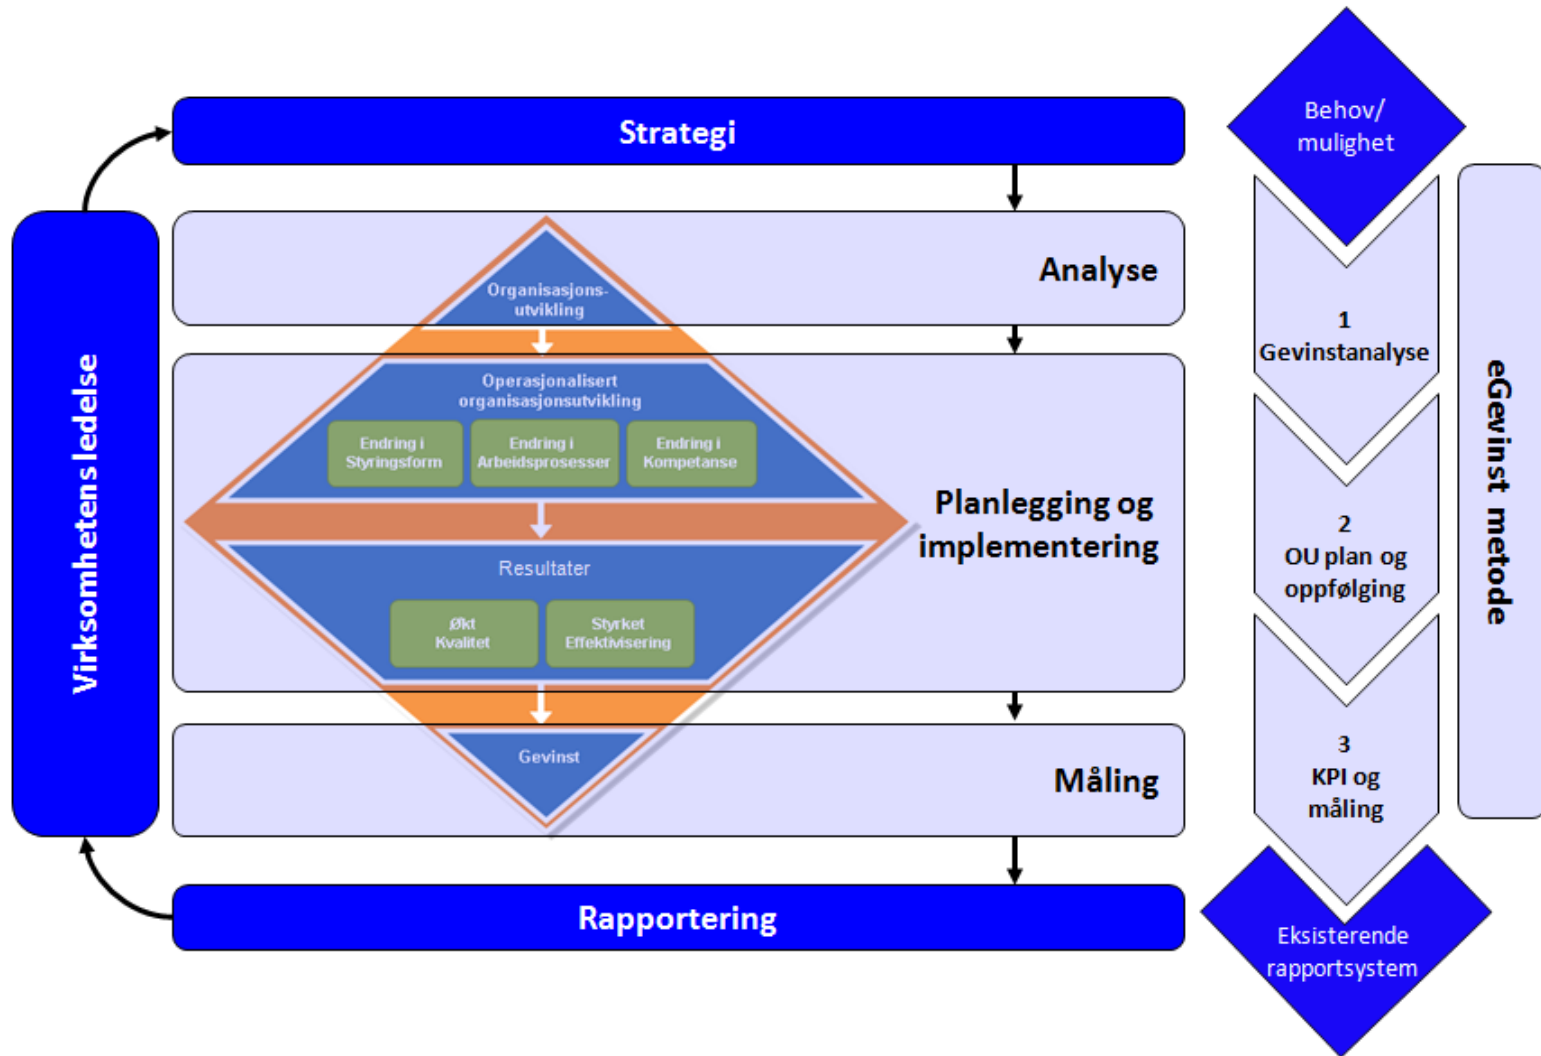 Strategi
Analyse
Organisasjons-
utvikling
Operasjonalisert
organisasjonsutvikling
Endring i
Styringsform
Endring i
Arbeidsprosesser
Endring i
Kompetanse
Planlegging og
implementering
Resultater
Økt
Kvalitet
Styrket
Effektivisering
Gevinst
Måling
Rapportering
Virksomhetens ledelse
Behov/
mulighet
1
Gevinstanalyse
2
OU plan og
oppfølging
3
KPI og
måling
Eksisterende
rapportsystem
eGevinst metode